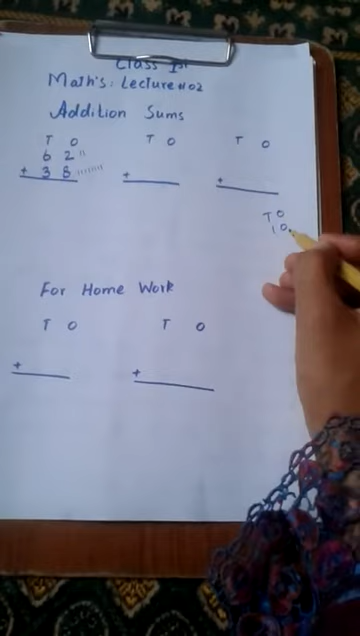 Class 1st
Math's: Lecture #02
Addition Sums
T O T O T O
6 2
+ 3 8 + +
T O
1 0
For Home Work
T O T O
+ +